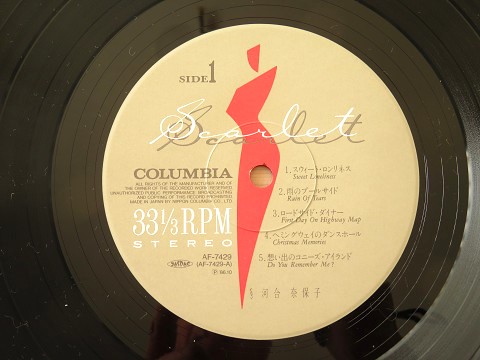 SIDE 1
Scarlet
Scarlet
COLUMBIA
ALL RIGHTS OF THE MANUFACTURER AND OF
THE OWNER OF THE RECORDED WORK RESERVED.
UNAUTHORIZED PUBLIC PERFORMANCE, BROADCASTING
AND COPYING OF THIS RECORD PROHIBITED
MADE IN JAPAN BY NIPPON COLUMBIA CO., LTD.
33 1/3 RPM
STEREO
AF-7429
(AF-7429-A)
1. スウィート・ロンリネス
Sweet Loneliness
2. 雨のプールサイド
Rain Of Tears
3. ロードサイド・ダイナー
First Day On Highway Map
4. ヘミングウェイのダンスホール
Christmas Memories
5. 想い出のコニーズ・アイランド
Do You Remember Me?
河合 奈保子